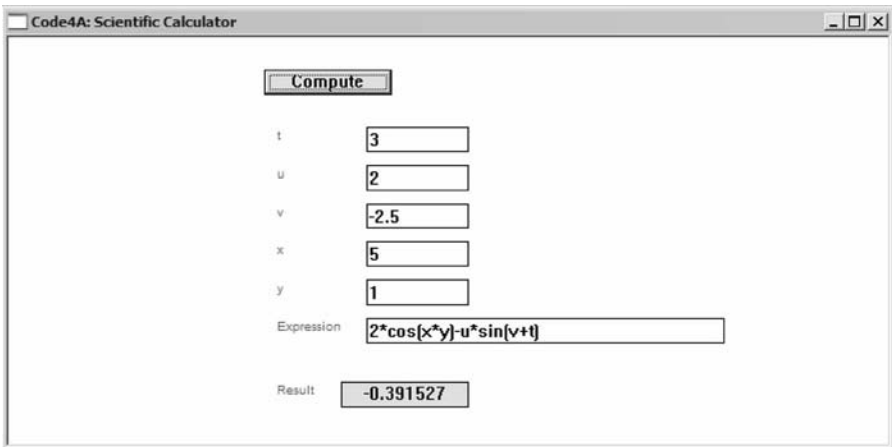 Code4A: Scientific Calculator
Compute
t 3
u 2
v -2.5
x 5
y 1
Expression 2*cos(x*y)-u*sin(v+t)
Result -0.391527